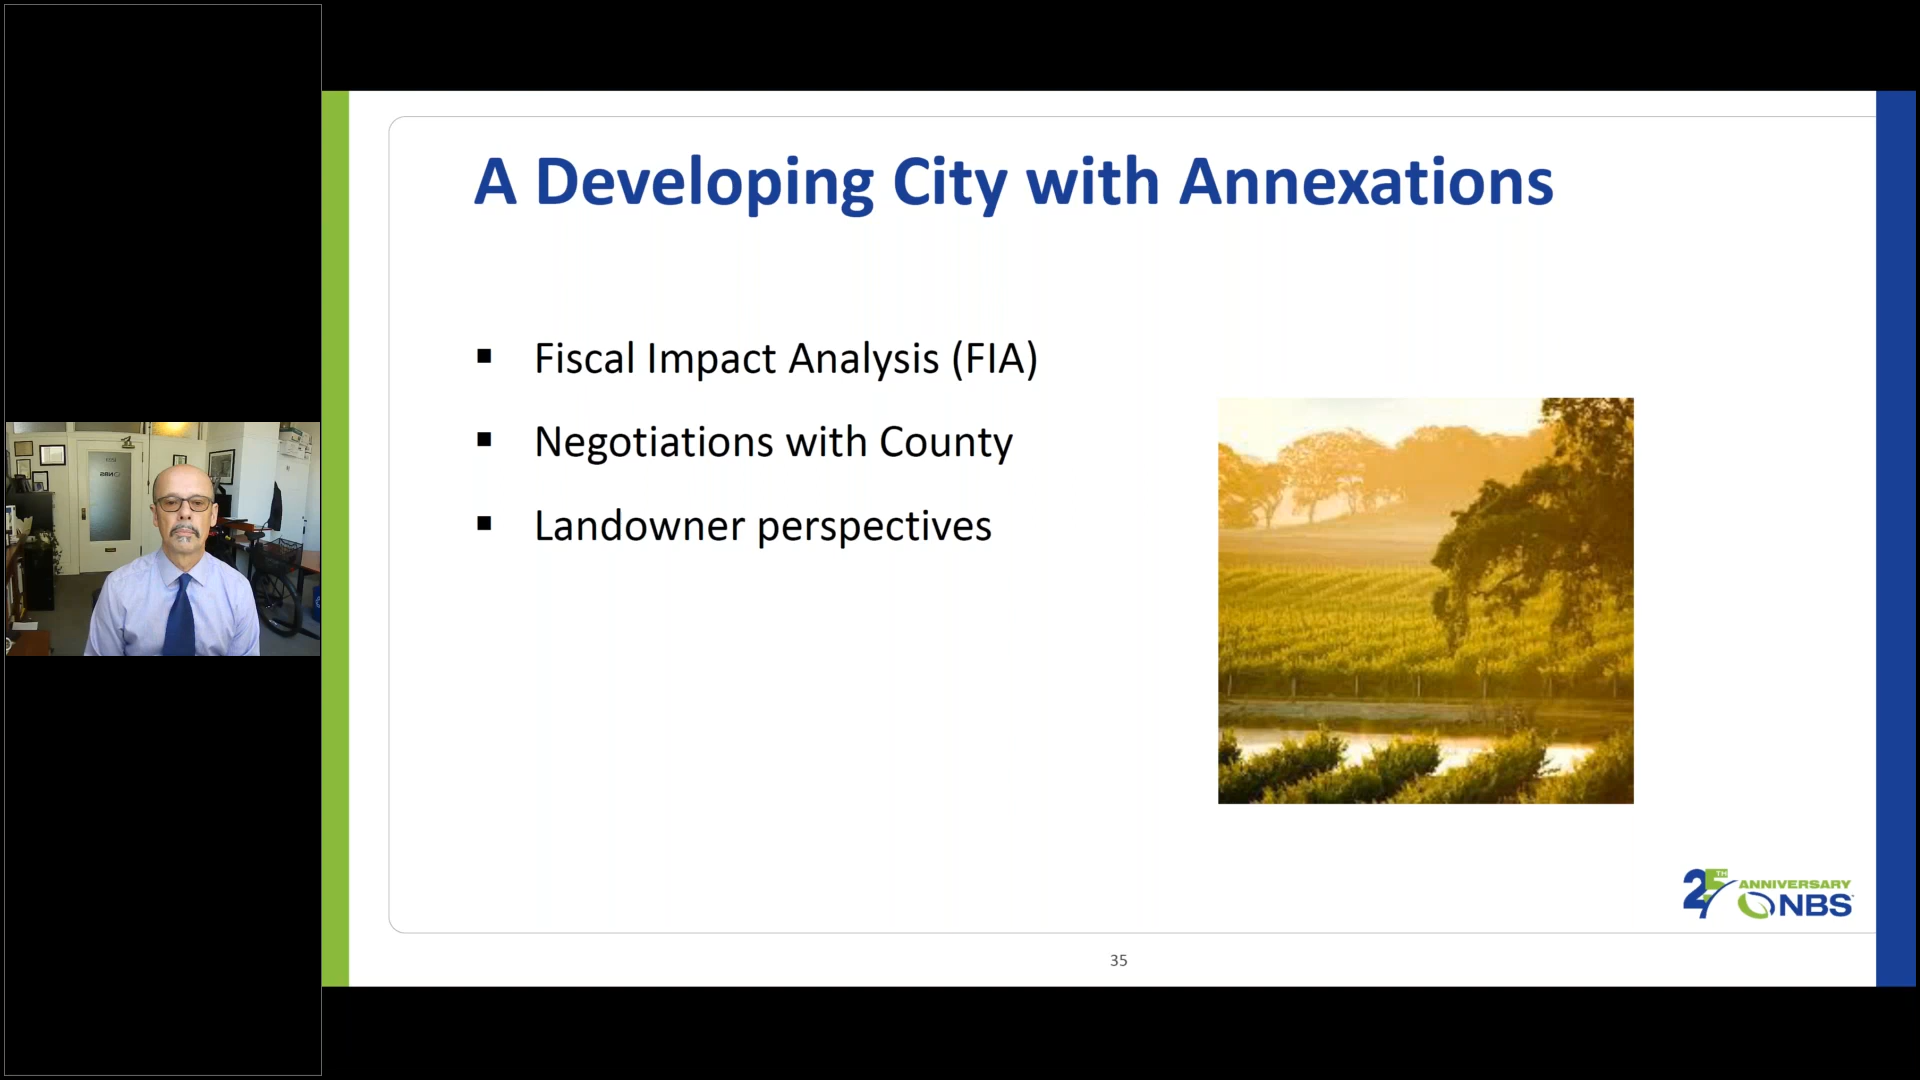 A Developing City with Annexations
▪ Fiscal Impact Analysis (FIA)
▪ Negotiations with County
▪ Landowner perspectives
25TH ANNIVERSARY
NBS
35